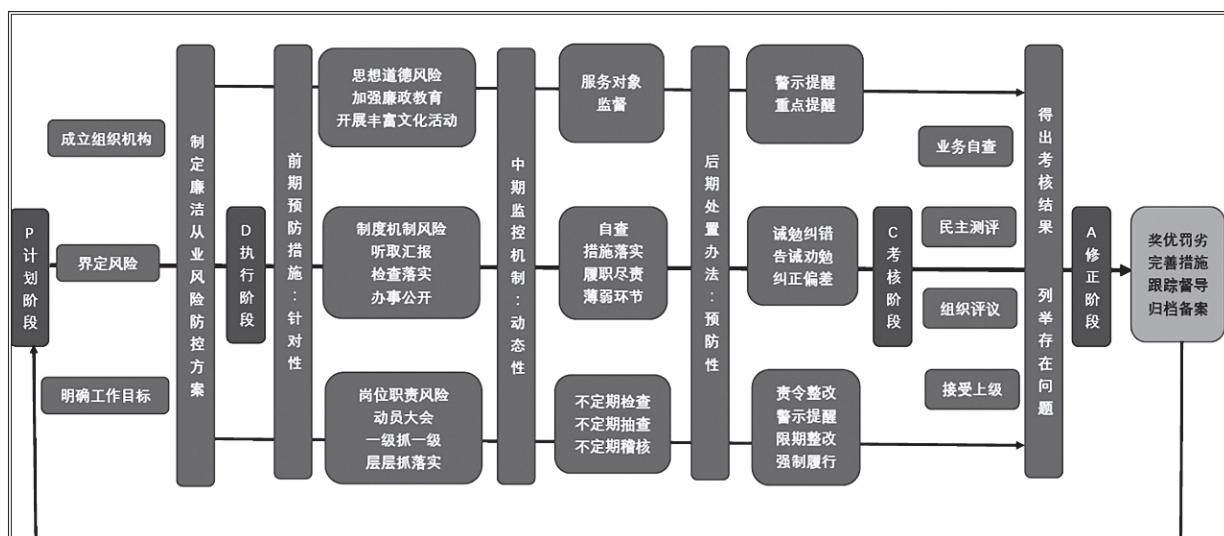 P计划阶段
成立组织机构
界定风险
明确工作目标
制定廉洁从业风险防控方案
D执行阶段
前期预防措施:针对性
思想道德风险
加强廉政教育
开展丰富文化活动
制度机制风险
听取汇报
检查落实
办事公开
岗位职责风险
动员大会
一级抓一级
层层抓落实
中期监控机制:动态性
服务对象
监督
自查
措施落实
履职尽责
薄弱环节
不定期检查
不定期抽查
不定期稽核
后期处置办法:预防性
警示提醒
重点提醒
诫勉纠错
告诫劝勉
纠正偏差
责令整改
警示提醒
限期整改
强制履行
C考核阶段
业务自查
民主测评
组织评议
接受上级
得出考核结果 列举存在问题
A修正阶段
奖优罚劣
完善措施
跟踪督导
归档备案